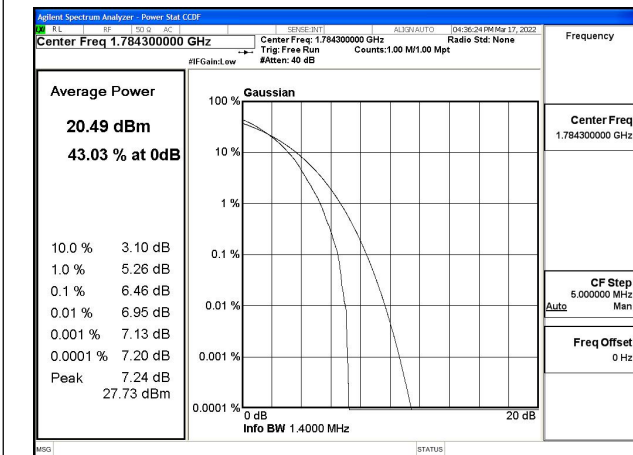 Agilent Spectrum Analyzer - Power Stat CCDF
RL RF 50 Ω AC SENSE:INT ALIGN AUTO 04:36:24 PM Mar 17, 2022
Center Freq 1.784300000 GHz
Center Freq: 1.784300000 GHz Radio Std: None
Trig: Free Run Counts:1.00 M/1.00 Mpt
#IFGain:Low #Atten: 40 dB
Frequency
Average Power
20.49 dBm
43.03 % at 0dB
10.0 % 3.10 dB
1.0 % 5.26 dB
0.1 % 6.46 dB
0.01 % 6.95 dB
0.001 % 7.13 dB
0.0001 % 7.20 dB
Peak 7.24 dB
27.73 dBm
Gaussian
100 %
10 %
1 %
0.1 %
0.01 %
0.001 %
0.0001 %
0 dB 20 dB
Info BW 1.4000 MHz
Center Freq
1.784300000 GHz
CF Step
5.000000 MHz
Auto Man
Freq Offset
0 Hz
MSG STATUS